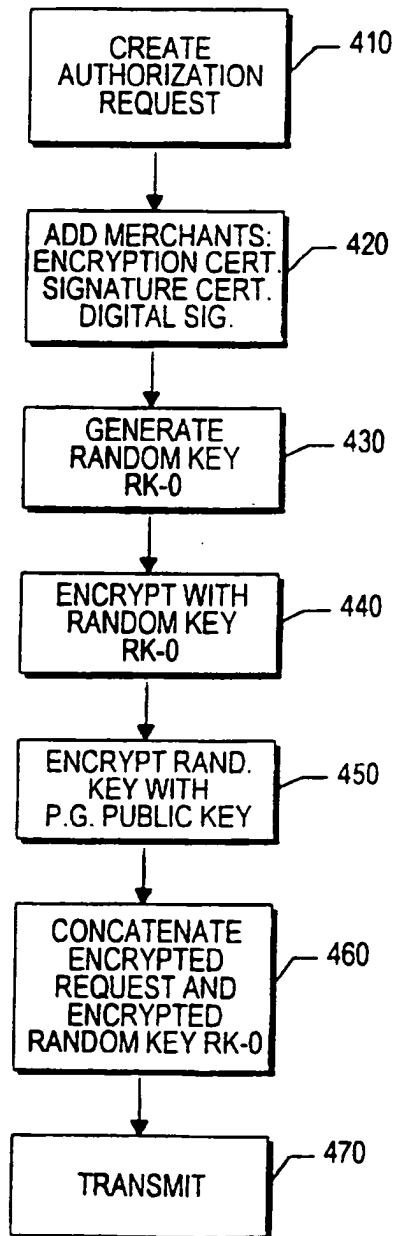 CREATE
AUTHORIZATION
REQUEST
410
ADD MERCHANTS:
ENCRYPTION CERT.
SIGNATURE CERT.
DIGITAL SIG.
420
GENERATE
RANDOM KEY
RK-0
430
ENCRYPT WITH
RANDOM KEY
RK-0
440
ENCRYPT RAND.
KEY WITH
P.G. PUBLIC KEY
450
CONCATENATE
ENCRYPTED
REQUEST AND
ENCRYPTED
RANDOM KEY RK-0
460
TRANSMIT
470